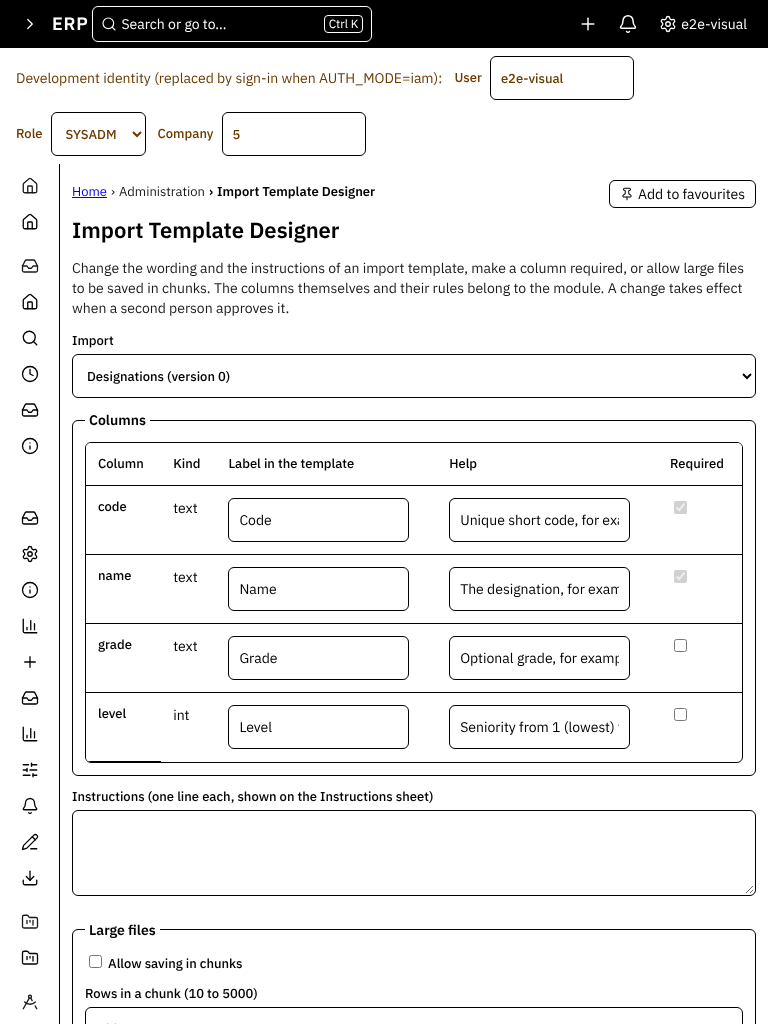 ERP Search or go to... Ctrl K e2e-visual
Development identity (replaced by sign-in when AUTH_MODE=iam): User e2e-visual
Role SYSADM Company 5
Home › Administration › Import Template Designer
Add to favourites
Import Template Designer
Change the wording and the instructions of an import template, make a column required, or allow large files
to be saved in chunks. The columns themselves and their rules belong to the module. A change takes effect
when a second person approves it.
Import
Designations (version 0)
Columns
Column Kind Label in the template Help Required
code text Code Unique short code, for exa
name text Name The designation, for exam
grade text Grade Optional grade, for examp
level int Level Seniority from 1 (lowest)
Instructions (one line each, shown on the Instructions sheet)
Large files
Allow saving in chunks
Rows in a chunk (10 to 5000)